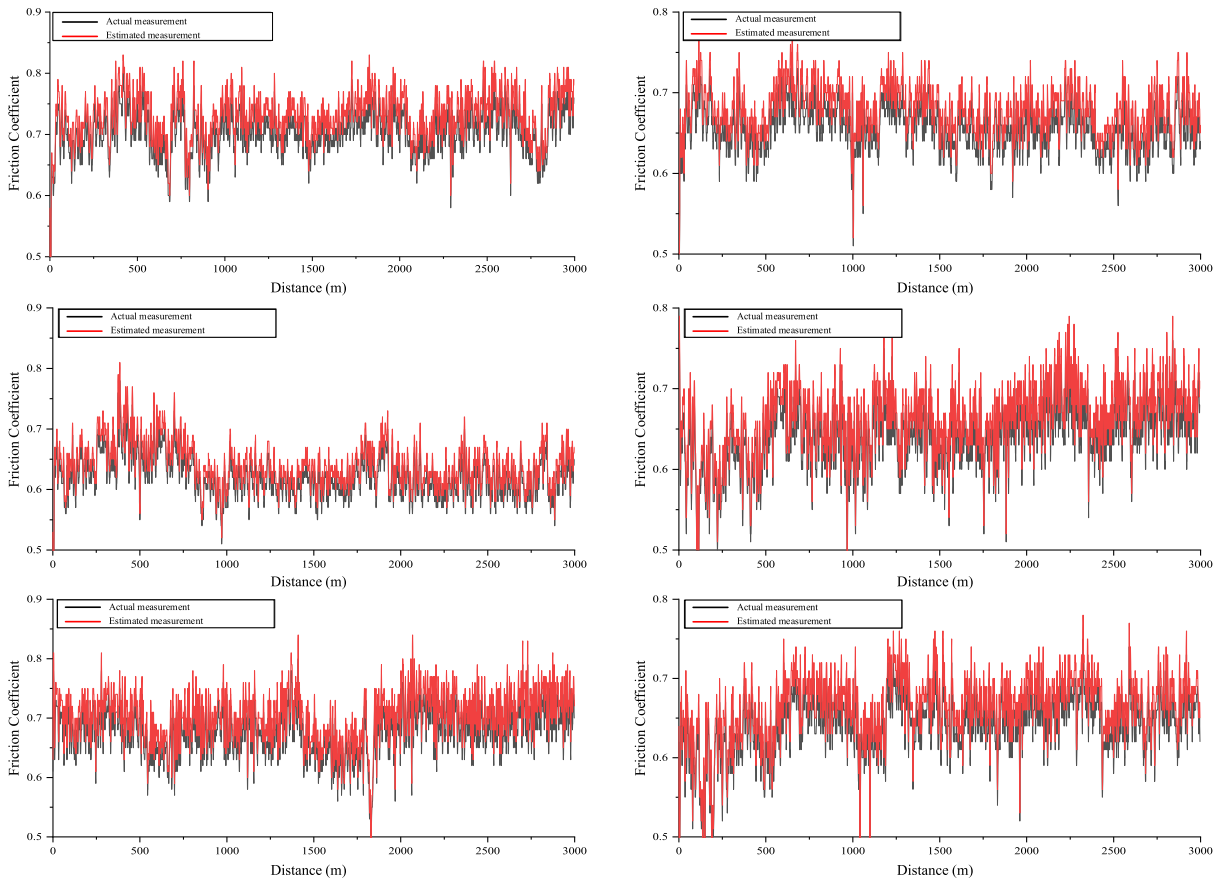 Actual measurement
Estimated measurement
Friction Coefficient
0.9
0.8
0.7
0.6
0.5
0 500 1000 1500 2000 2500 3000
Distance (m)
Actual measurement
Estimated measurement
Friction Coefficient
0.8
0.7
0.6
0.5
0 500 1000 1500 2000 2500 3000
Distance (m)
Actual measurement
Estimated measurement
Friction Coefficient
0.9
0.8
0.7
0.6
0.5
0 500 1000 1500 2000 2500 3000
Distance (m)
Actual measurement
Estimated measurement
Friction Coefficient
0.8
0.7
0.6
0.5
0 500 1000 1500 2000 2500 3000
Distance (m)
Actual measurement
Estimated measurement
Friction Coefficient
0.9
0.8
0.7
0.6
0.5
0 500 1000 1500 2000 2500 3000
Distance (m)
Actual measurement
Estimated measurement
Friction Coefficient
0.8
0.7
0.6
0.5
0 500 1000 1500 2000 2500 3000
Distance (m)